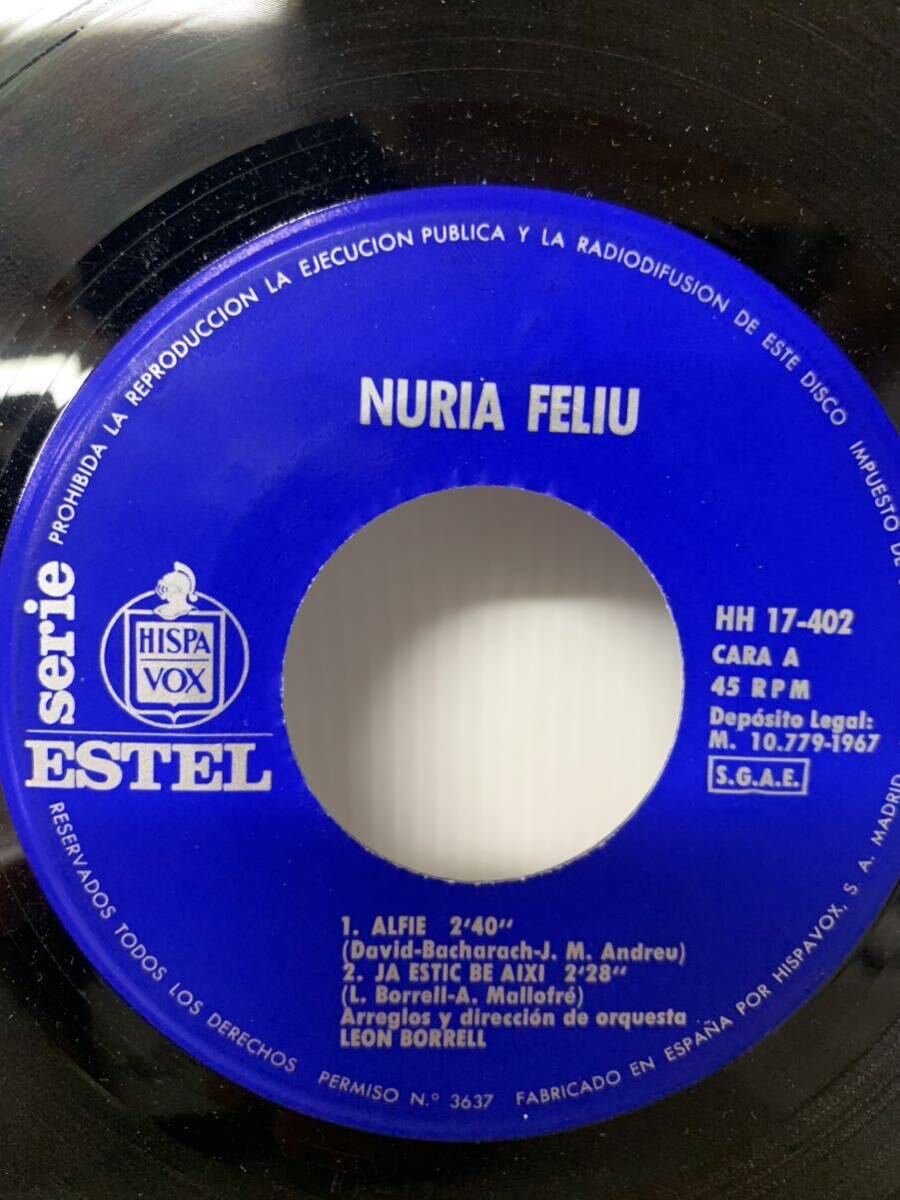 PROHIBIDA LA REPRODUCCION LA EJECUCION PUBLICA Y LA RADIODIFUSION DE ESTE DISCO IMPUESTO DE
NURIA FELIU
serie
ESTEL
HISPA
VOX
HH 17-402
CARA A
45 RPM
Depósito Legal:
M. 10.779-1967
S.G.A.E.
1. ALFIE 2'40''
(David-Bacharach-J. M. Andreu)
2. JA ESTIC BE AIXI 2'28''
(L. Borrell-A. Mallofré)
Arreglos y dirección de orquesta
LEON BORRELL
RESERVADOS TODOS LOS DERECHOS PERMISO N.º 3637 FABRICADO EN ESPAÑA POR HISPAVOX, S. A. MADRID